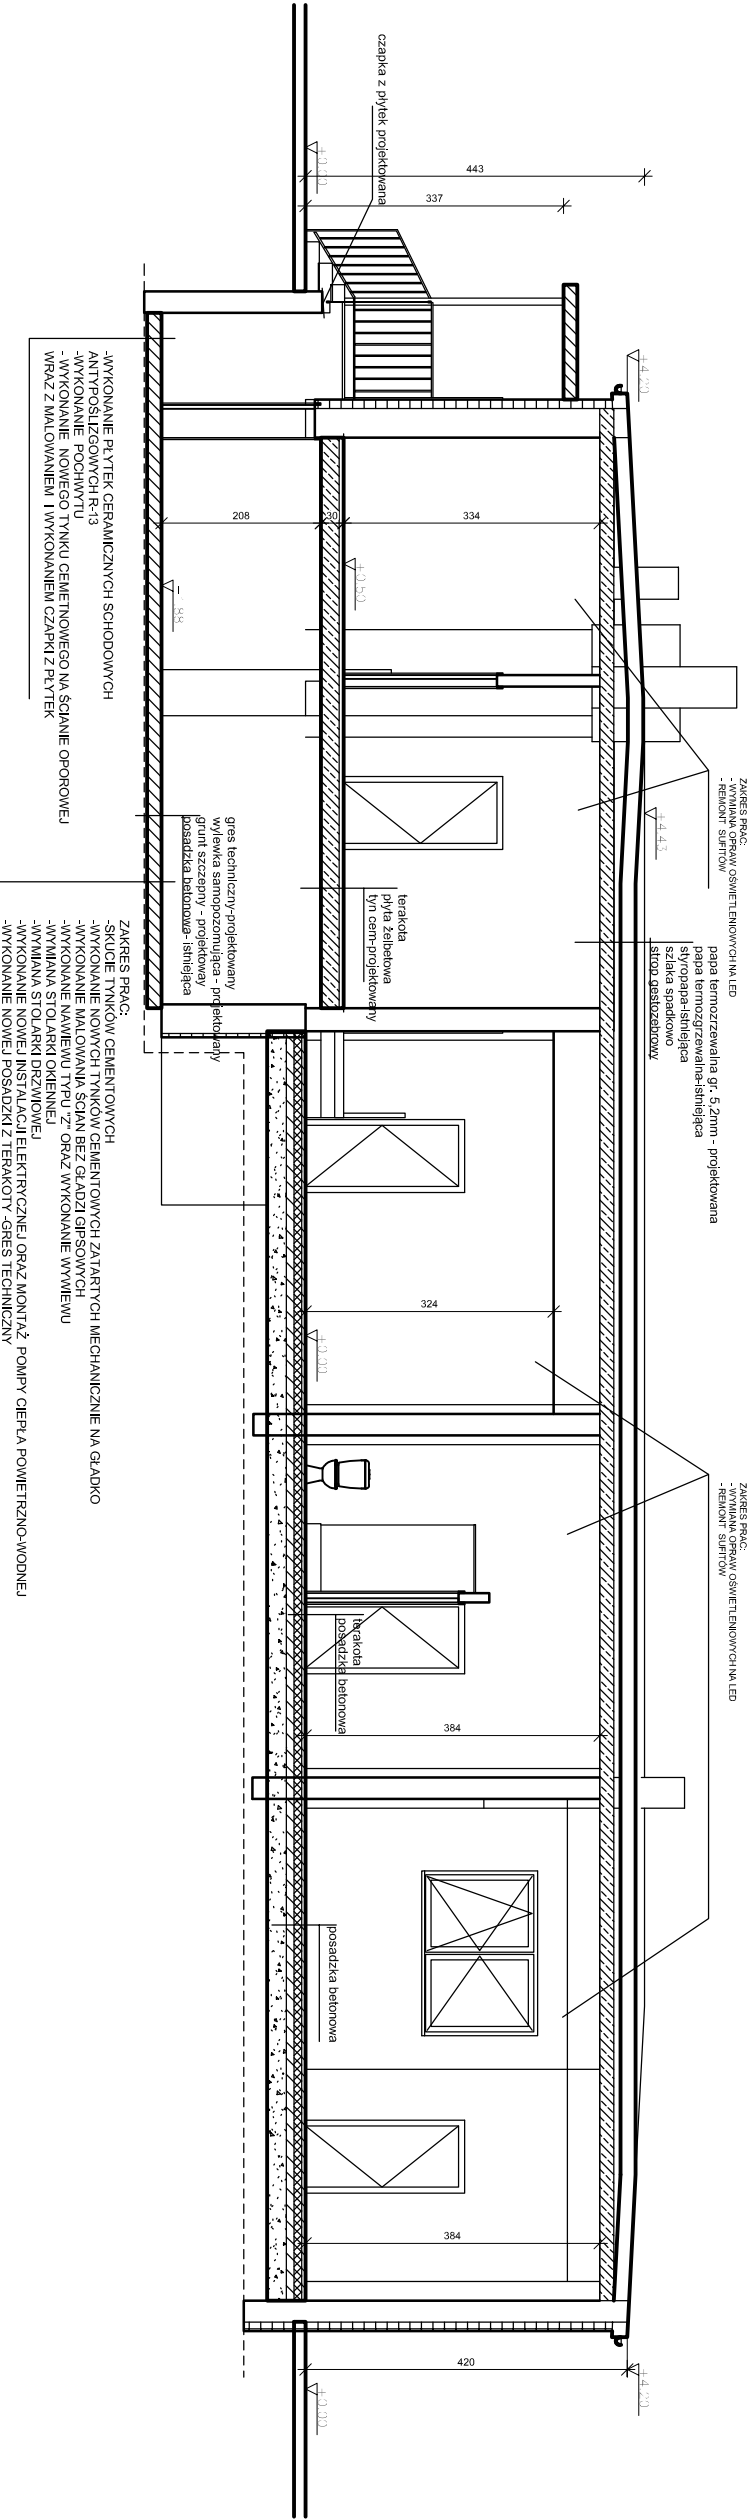 ZAKRES PRAC:
- WYMIANA OPRAW OŚWIETLENIOWYCH NA LED
- REMONT SUFITÓW
ZAKRES PRAC:
- WYMIANA OPRAW OŚWIETLENIOWYCH NA LED
- REMONT SUFITÓW
papa termozrzewalna gr. 5,2mm - projektowana
papa termozgrzewalna-istniejąca
styropapa-istniejąca
szlaka spadkowo
strop gęstożebrowy
+4.20
+4.43
+4.20
443
337
czapka z płytek projektowana
+0.00
334
30
208
+0.50
324
+0.00
384
384
420
+0.00
terakota
płyta żelbetowa
tyn cem-projektowany
terakota
posadzka betonowa
posadzka betonowa
gres techniczny-projektowany
wylewka samopozomująca - projektowany
grunt szczepny - projektoway
posadzka betonowa- istniejąca
-WYKONANIE PŁYTEK CERAMICZNYCH SCHODOWYCH
ANTYPOŚLIZGOWYCH R-13
-WYKONANIE POCHWYTU
- WYKONANIE NOWEGO TYNKU CEMETNOWEGO NA ŚCIANIE OPOROWEJ
WRAZ Z MALOWANIEM I WYKONANIEM CZAPKI Z PŁYTEK
ZAKRES PRAC:
-SKUCIE TYNKÓW CEMENTOWYCH
-WYKONANIE NOWYCH TYNKÓW CEMENTOWYCH ZATARTYCH MECHANICZNIE NA GŁADKO
-WYKONANIE MALOWANIA ŚCIAN BEZ GŁADZI GIPSOWYCH
-WYKONANE NAWIEWU TYPU "Z" ORAZ WYKONANIE WYWIEWU
-WYMIANA STOLARKI OKIENNEJ
-WYMIANA STOLARKI DRZWIOWEJ
-WYKONANIE NOWEJ INSTALACJI ELEKTRYCZNEJ ORAZ MONTAŻ POMPY CIEPŁA POWIETRZNO-WODNEJ
-WYKONANIE NOWEJ POSADZKI Z TERAKOTY -GRES TECHNICZNY